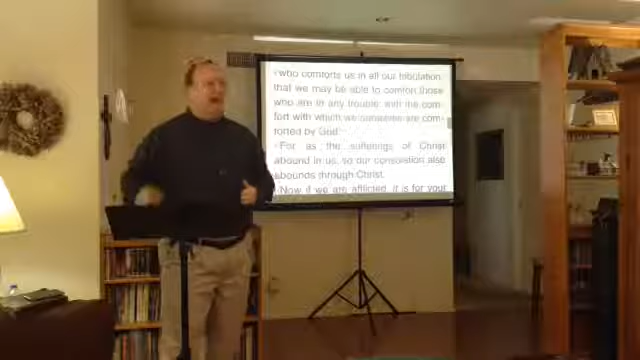 who comforts us in all our tribulation,
that we may be able to comfort those
who are in any trouble, with the com-
fort with which we ourselves are com-
forted by God.
For as the sufferings of Christ
abound in us, so our consolation also
abounds through Christ.
Now if we are afflicted, it is for your